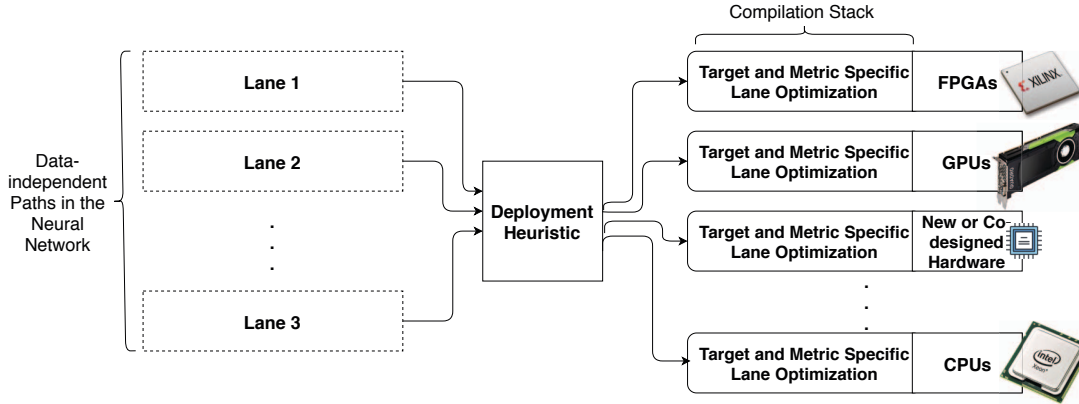 Compilation Stack
Data-
independent
Paths in the
Neural
Network
Lane 1
Lane 2
.
.
.
Lane 3
Deployment
Heuristic
Target and Metric Specific
Lane Optimization
FPGAs
XILINX
Target and Metric Specific
Lane Optimization
GPUs
Target and Metric Specific
Lane Optimization
New or Co-
designed
Hardware
.
.
.
.
Target and Metric Specific
Lane Optimization
CPUs
intel
Xeon